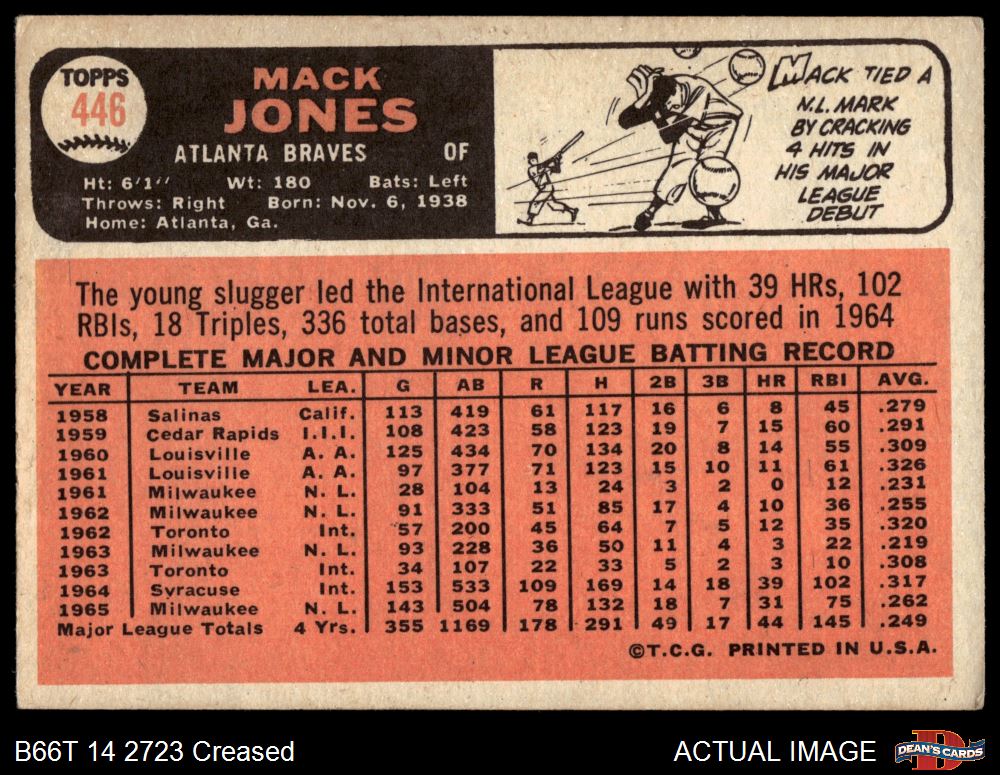 TOPPS
446
MACK
JONES
ATLANTA BRAVES OF
Ht: 6'1" Wt: 180 Bats: Left
Throws: Right Born: Nov. 6, 1938
Home: Atlanta, Ga.
MACK TIED A
N.L. MARK
BY CRACKING
4 HITS IN
HIS MAJOR
LEAGUE
DEBUT
The young slugger led the International League with 39 HRs, 102
RBIs, 18 Triples, 336 total bases, and 109 runs scored in 1964
COMPLETE MAJOR AND MINOR LEAGUE BATTING RECORD
YEAR TEAM LEA. G AB R H 2B 3B HR RBI AVG.
1958 Salinas Calif. 113 419 61 117 16 6 8 45 .279
1959 Cedar Rapids I.I.I. 108 423 58 123 19 7 15 60 .291
1960 Louisville A. A. 125 434 70 134 20 8 14 55 .309
1961 Louisville A. A. 97 377 71 123 15 10 11 61 .326
1961 Milwaukee N. L. 28 104 13 24 3 2 0 12 .231
1962 Milwaukee N. L. 91 333 51 85 17 4 10 36 .255
1962 Toronto Int. 57 200 45 64 7 5 12 35 .320
1963 Milwaukee N. L. 93 228 36 50 11 4 3 22 .219
1963 Toronto Int. 34 107 22 33 5 2 3 10 .308
1964 Syracuse Int. 153 533 109 169 14 18 39 102 .317
1965 Milwaukee N. L. 143 504 78 132 18 7 31 75 .262
Major League Totals 4 Yrs. 355 1169 178 291 49 17 44 145 .249
©T.C.G. PRINTED IN U.S.A.
B66T 14 2723 Creased
ACTUAL IMAGE
DEAN'S CARDS